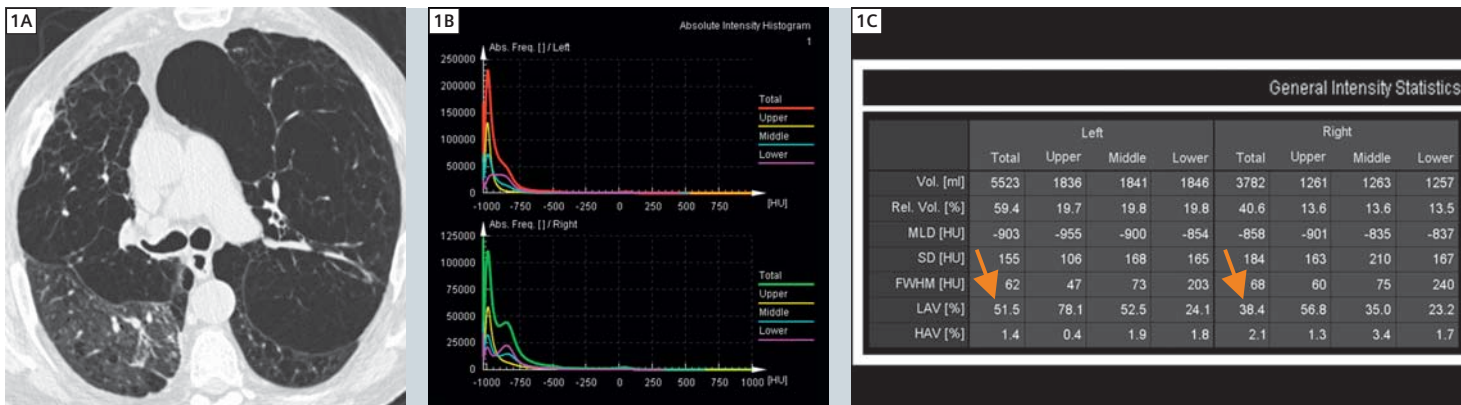 1A
1B
Absolute Intensity Histogram
1
Abs. Freq. [] / Left
250000
200000
150000
100000
50000
0
-1000 -750 -500 -250 0 250 500 750 [HU]
Total
Upper
Middle
Lower
Abs. Freq. [] / Right
125000
100000
75000
50000
25000
0
-1000 -750 -500 -250 0 250 500 750 1000 [HU]
Total
Upper
Middle
Lower
1C
General Intensity Statistics
Left Right
Total Upper Middle Lower Total Upper Middle Lower
Vol. [ml] 5523 1836 1841 1846 3782 1261 1263 1257
Rel. Vol. [%] 59.4 19.7 19.8 19.8 40.6 13.6 13.6 13.5
MLD [HU] -903 -955 -900 -854 -858 -901 -835 -837
SD [HU] 155 106 168 165 184 163 210 167
FWHM [HU] 62 47 73 203 68 60 75 240
LAV [%] 51.5 78.1 52.5 24.1 38.4 56.8 35.0 23.2
HAV [%] 1.4 0.4 1.9 1.8 2.1 1.3 3.4 1.7